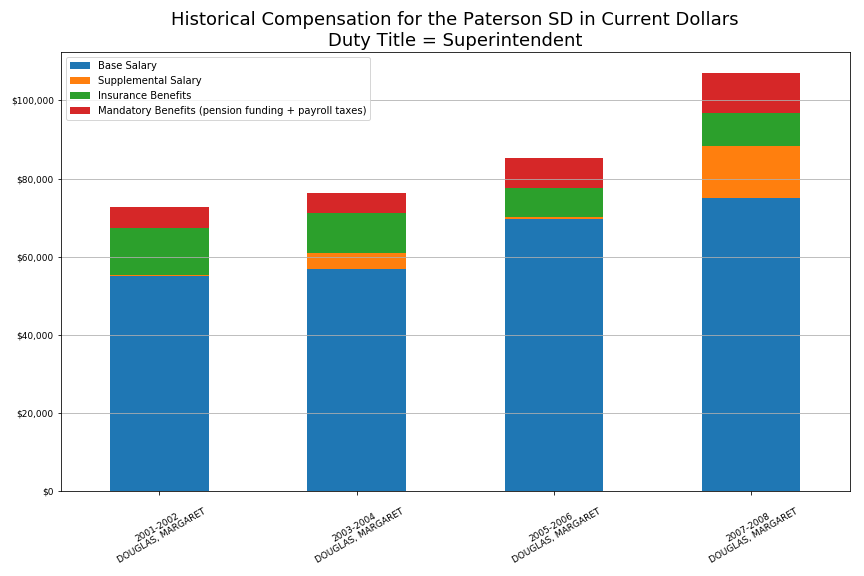 Historical Compensation for the Paterson SD in Current Dollars
Duty Title = Superintendent
Base Salary
Supplemental Salary
Insurance Benefits
Mandatory Benefits (pension funding + payroll taxes)
$100,000
$80,000
$60,000
$40,000
$20,000
$0
2001-2002
DOUGLAS, MARGARET
2003-2004
DOUGLAS, MARGARET
2005-2006
DOUGLAS, MARGARET
2007-2008
DOUGLAS, MARGARET